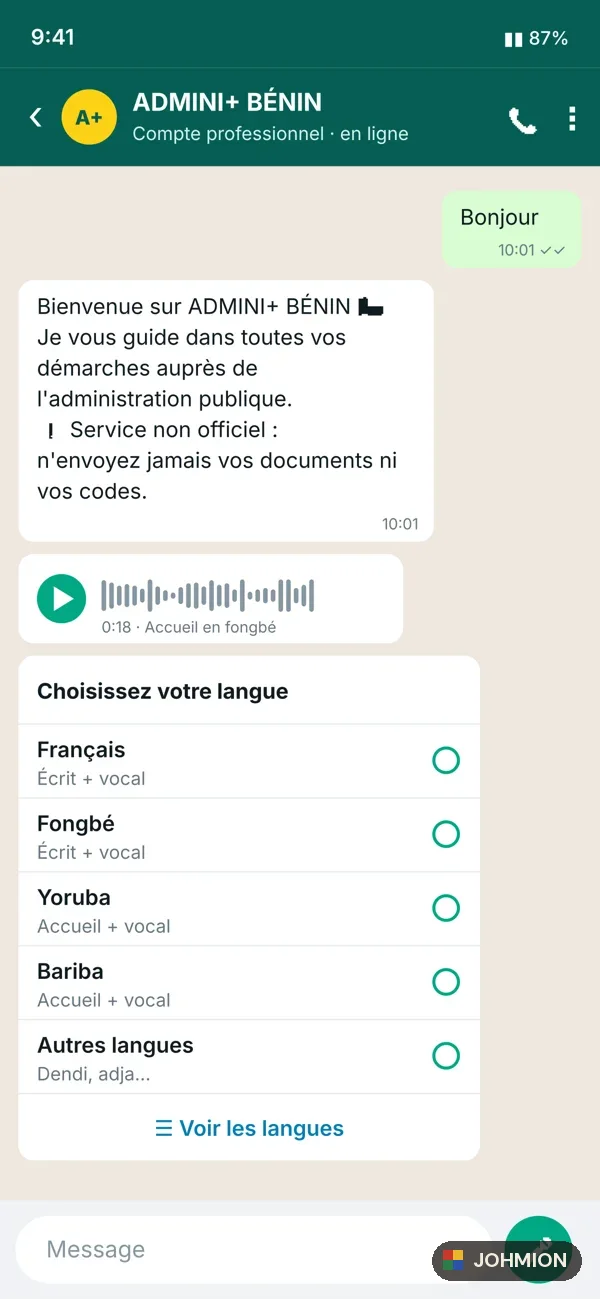 9:41
87%
A+
ADMINI+ BÉNIN
Compte professionnel · en ligne
Bonjour
10:01 ✓✓
Bienvenue sur ADMINI+ BÉNIN
Je vous guide dans toutes vos
démarches auprès de
l'administration publique.
! Service non officiel :
n'envoyez jamais vos documents ni
vos codes.
10:01
0:18 · Accueil en fongbé
Choisissez votre langue
Français
Écrit + vocal
Fongbé
Écrit + vocal
Yoruba
Accueil + vocal
Bariba
Accueil + vocal
Autres langues
Dendi, adja...
☰ Voir les langues
Message
JOHMION